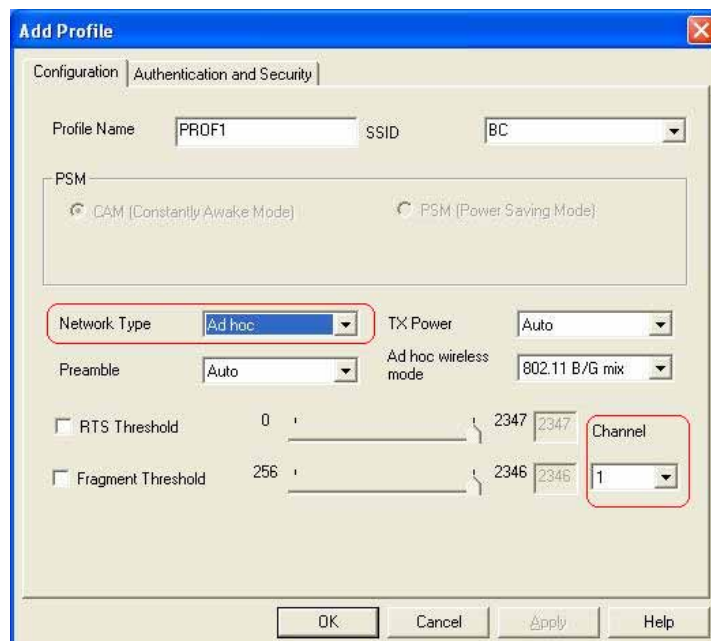 Add Profile
Configuration
Authentication and Security
Profile Name PROF1 SSID BC
PSM
CAM (Constantly Awake Mode) PSM (Power Saving Mode)
Network Type Ad hoc TX Power Auto
Preamble Auto Ad hoc wireless mode 802.11 B/G mix
RTS Threshold 0 2347 2347
Channel
Fragment Threshold 256 2346 2346 1
OK Cancel Apply Help